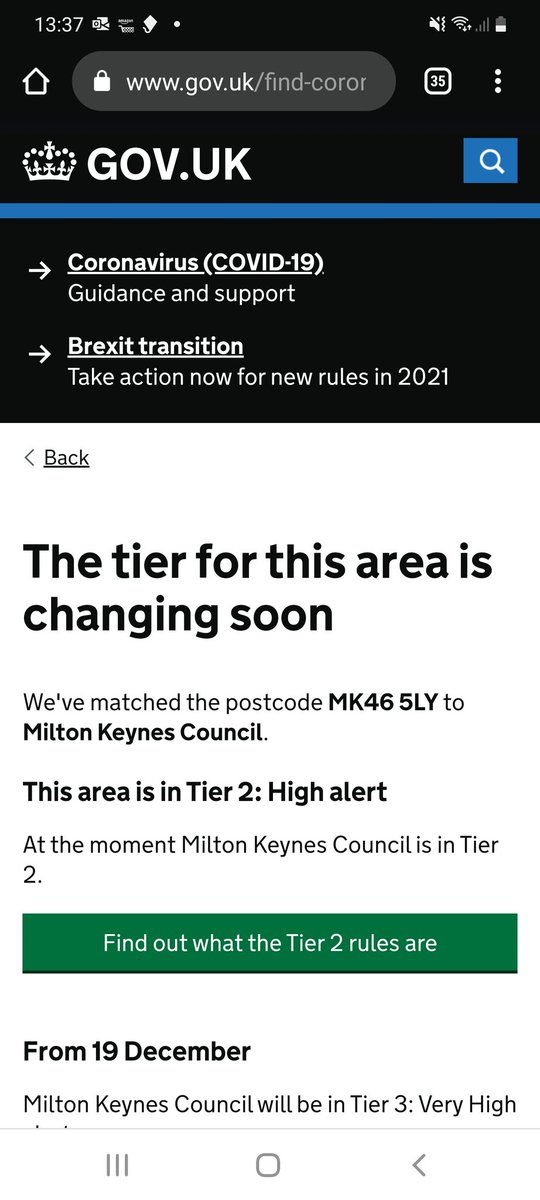 13:37
www.gov.uk/find-coror
35
GOV.UK
Coronavirus (COVID-19)
Guidance and support
Brexit transition
Take action now for new rules in 2021
Back
The tier for this area is
changing soon
We've matched the postcode MK46 5LY to
Milton Keynes Council.
This area is in Tier 2: High alert
At the moment Milton Keynes Council is in Tier
2.
Find out what the Tier 2 rules are
From 19 December
Milton Keynes Council will be in Tier 3: Very High